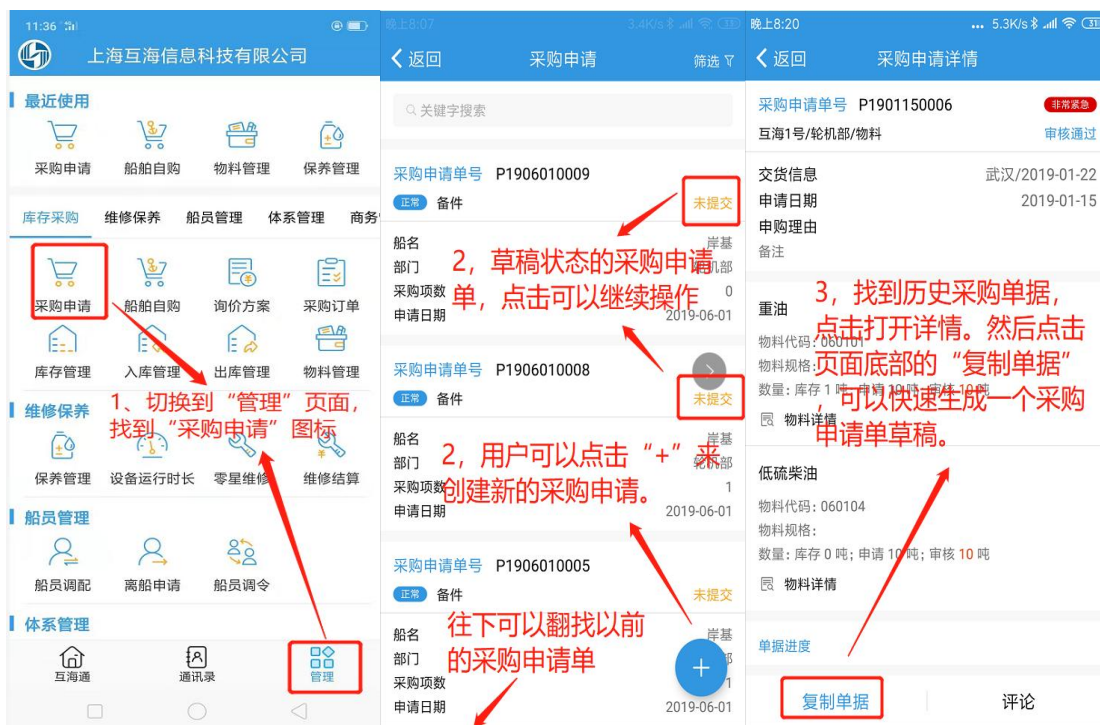 11:36
上海互海信息科技有限公司
最近使用
采购申请 船舶自购 物料管理 保养管理
库存采购 维修保养 船员管理 体系管理 商务
采购申请 船舶自购 询价方案 采购订单
库存管理 入库管理 出库管理 物料管理
1、切换到“管理”页面，
找到“采购申请”图标
维修保养
保养管理 设备运行时长 零星维修 维修结算
船员管理
船员调配 离船申请 船员调令
体系管理
互海通 通讯录 管理
晚上8:07 3.4K/s 33
返回 采购申请 筛选
关键字搜索
采购申请单号 P1906010009
正常 备件 未提交
船名 岸基
部门 机部
采购项数 0
申请日期 2019-06-01
2，草稿状态的采购申请
单，点击可以继续操作
采购申请单号 P1906010008
正常 备件 未提交
船名 岸基
部门 轮机部
采购项数 1
申请日期 2019-06-01
2，用户可以点击“+”来
创建新的采购申请。
采购申请单号 P1906010005
正常 备件 未提交
船名 岸基
部门 部
采购项数 1
申请日期 2019-06-01
往下可以翻找以前
的采购申请单
+
晚上8:20 ... 5.3K/s 31
返回 采购申请详情
采购申请单号 P1901150006 非常紧急
互海1号/轮机部/物料 审核通过
交货信息 武汉/2019-01-22
申请日期 2019-01-15
申购理由
备注
重油
物料代码: 060101
物料规格:
数量: 库存 1 吨; 申请 10 吨; 审核 10 吨
物料详情
3，找到历史采购单据，
点击打开详情。然后点击
页面底部的“复制单据”
，可以快速生成一个采购
申请单草稿。
低硫柴油
物料代码: 060104
物料规格:
数量: 库存 0 吨; 申请 10 吨; 审核 10 吨
物料详情
单据进度
复制单据 评论